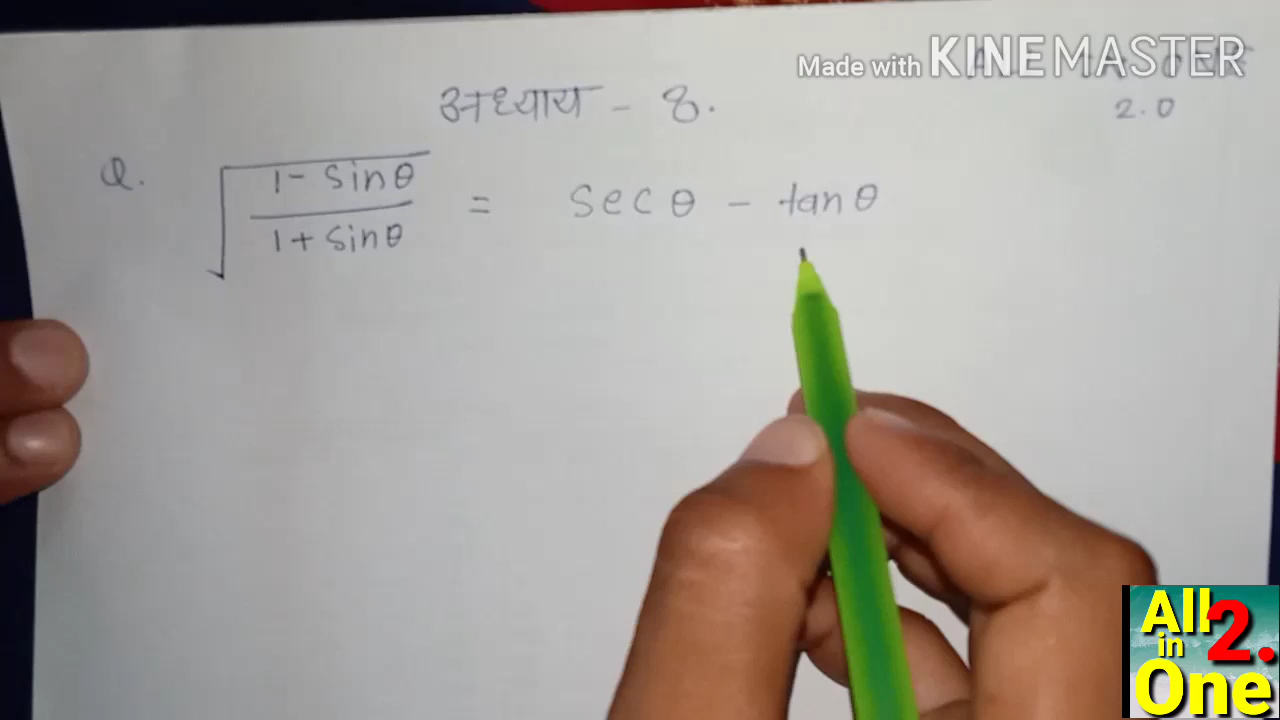 Made with KINEMASTER
2.0
अध्याय - 8.
Q. √(1 - sinθ / 1 + sinθ) = secθ - tanθ
All
in 2.
One